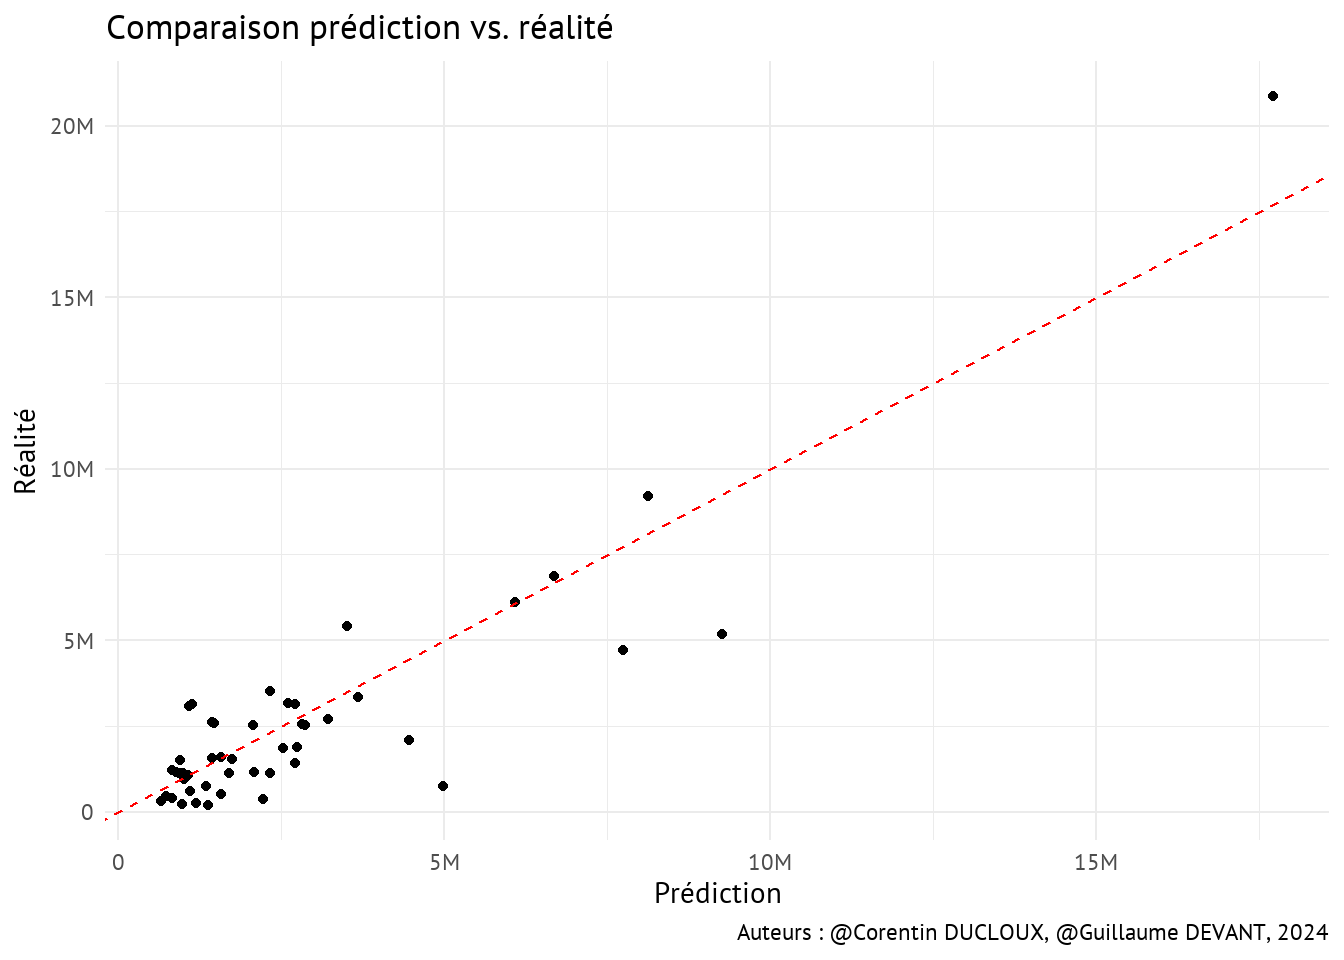 Comparaison prédiction vs. réalité
20M
15M
10M
5M
0
Réalité
0
5M
10M
15M
Prédiction
Auteurs : @Corentin DUCLOUX, @Guillaume DEVANT, 2024